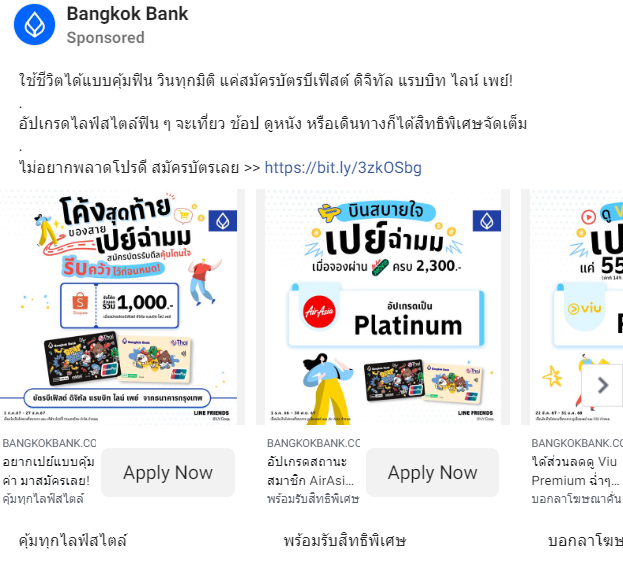 Bangkok Bank
Sponsored
ใช้ชีวิตได้แบบคุ้มฟิน วินทุกมิติ แค่สมัครบัตรบีเฟิสต์ ดิจิทัล แรบบิท ไลน์ เพย์!
.
อัปเกรดไลฟ์สไตล์ฟิน ๆ จะเที่ยว ช้อป ดูหนัง หรือเดินทางก็ได้สิทธิพิเศษจัดเต็ม
.
ไม่อยากพลาดโปรดี สมัครบัตรเลย >> https://bit.ly/3zkOSbg
โค้งสุดท้าย
ของสาย เปย์ฉ่ามม
สมัครบัตรรับดีลคุ้มโดนใจ
รีบคว้าไว้ก่อนหมด!
Shopee
รวม 1,000.-
Bangkok Bank
บัตรบีเฟิสต์ ดิจิทัล แรบบิท ไลน์ เพย์ จากธนาคารกรุงเทพ
LINE FRIENDS
BANGKOKBANK.CO
อยากเปย์แบบคุ้ม
ค่า มาสมัครเลย!
คุ้มทุกไลฟ์สไตล์
Apply Now
คุ้มทุกไลฟ์สไตล์
บินสบายใจ
เปย์ฉ่ามม
เมื่อจองผ่าน ครบ 2,300.-
AirAsia
อัปเกรดเป็น
Platinum
Bangkok Bank
LINE FRIENDS
BANGKOKBANK.CO
อัปเกรดสถานะ
สมาชิก AirAsi...
พร้อมรับสิทธิพิเศษ
Apply Now
พร้อมรับสิทธิพิเศษ
ดู
เป
แค่ 55
viu
BANGKOKBANK.CO
ได้ส่วนลดดู Viu
Premium ฉ่ำๆ...
บอกลาโฆษณาคั่น
บอกลาโฆษ